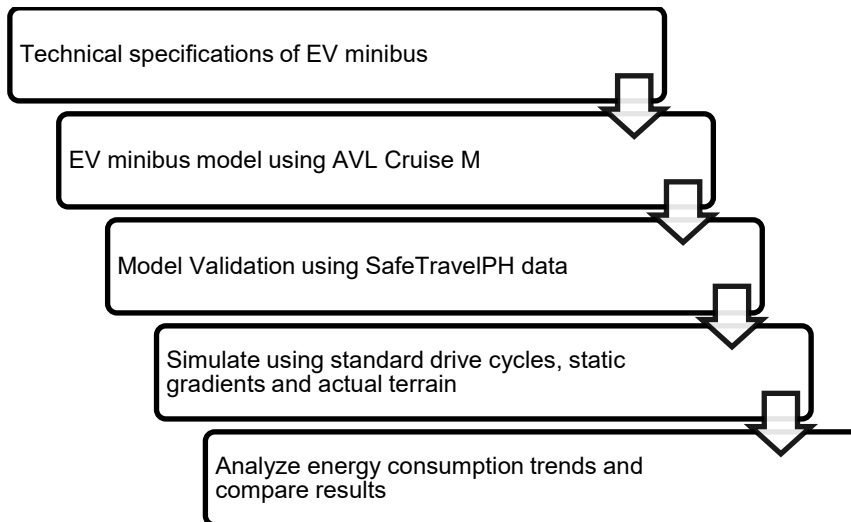 Technical specifications of EV minibus
EV minibus model using AVL Cruise M
Model Validation using SafeTravelPH data
Simulate using standard drive cycles, static
gradients and actual terrain
Analyze energy consumption trends and
compare results